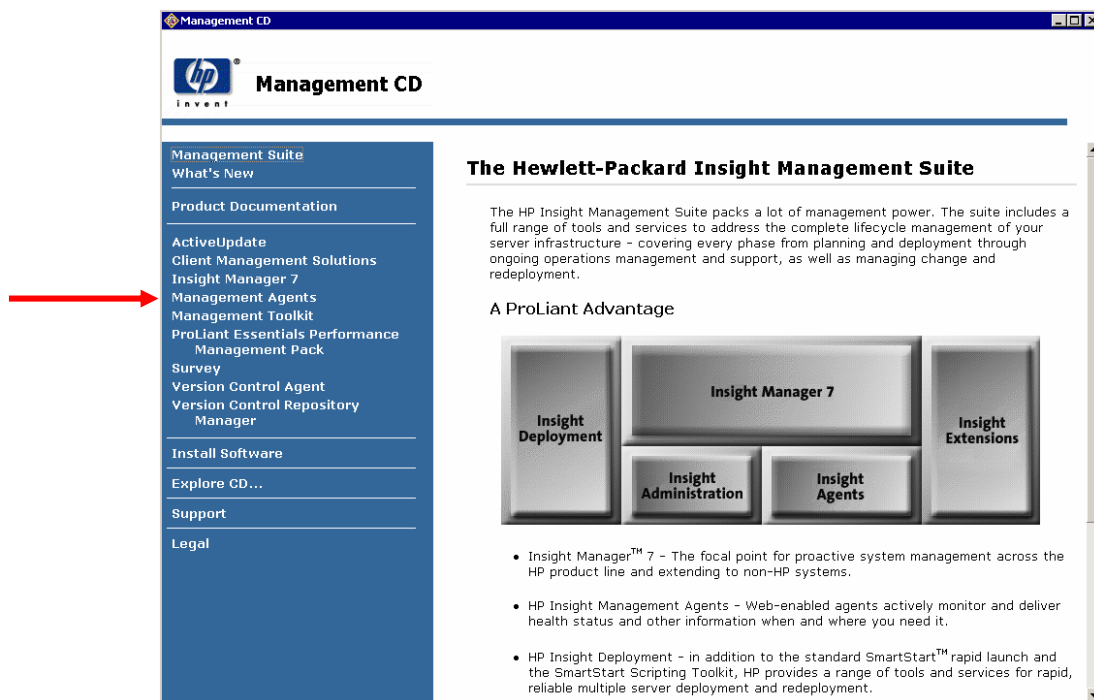 Management CD
hp
invent
Management CD
Management Suite
What's New
Product Documentation
ActiveUpdate
Client Management Solutions
Insight Manager 7
Management Agents
Management Toolkit
ProLiant Essentials Performance
Management Pack
Survey
Version Control Agent
Version Control Repository
Manager
Install Software
Explore CD...
Support
Legal
The Hewlett-Packard Insight Management Suite
The HP Insight Management Suite packs a lot of management power. The suite includes a
full range of tools and services to address the complete lifecycle management of your
server infrastructure - covering every phase from planning and deployment through
ongoing operations management and support, as well as managing change and
redeployment.
A ProLiant Advantage
Insight
Deployment
Insight Manager 7
Insight
Administration
Insight
Agents
Insight
Extensions
• Insight Manager™ 7 - The focal point for proactive system management across the
HP product line and extending to non-HP systems.
• HP Insight Management Agents - Web-enabled agents actively monitor and deliver
health status and other information when and where you need it.
• HP Insight Deployment - in addition to the standard SmartStart™ rapid launch and
the SmartStart Scripting Toolkit, HP provides a range of tools and services for rapid,
reliable multiple server deployment and redeployment.